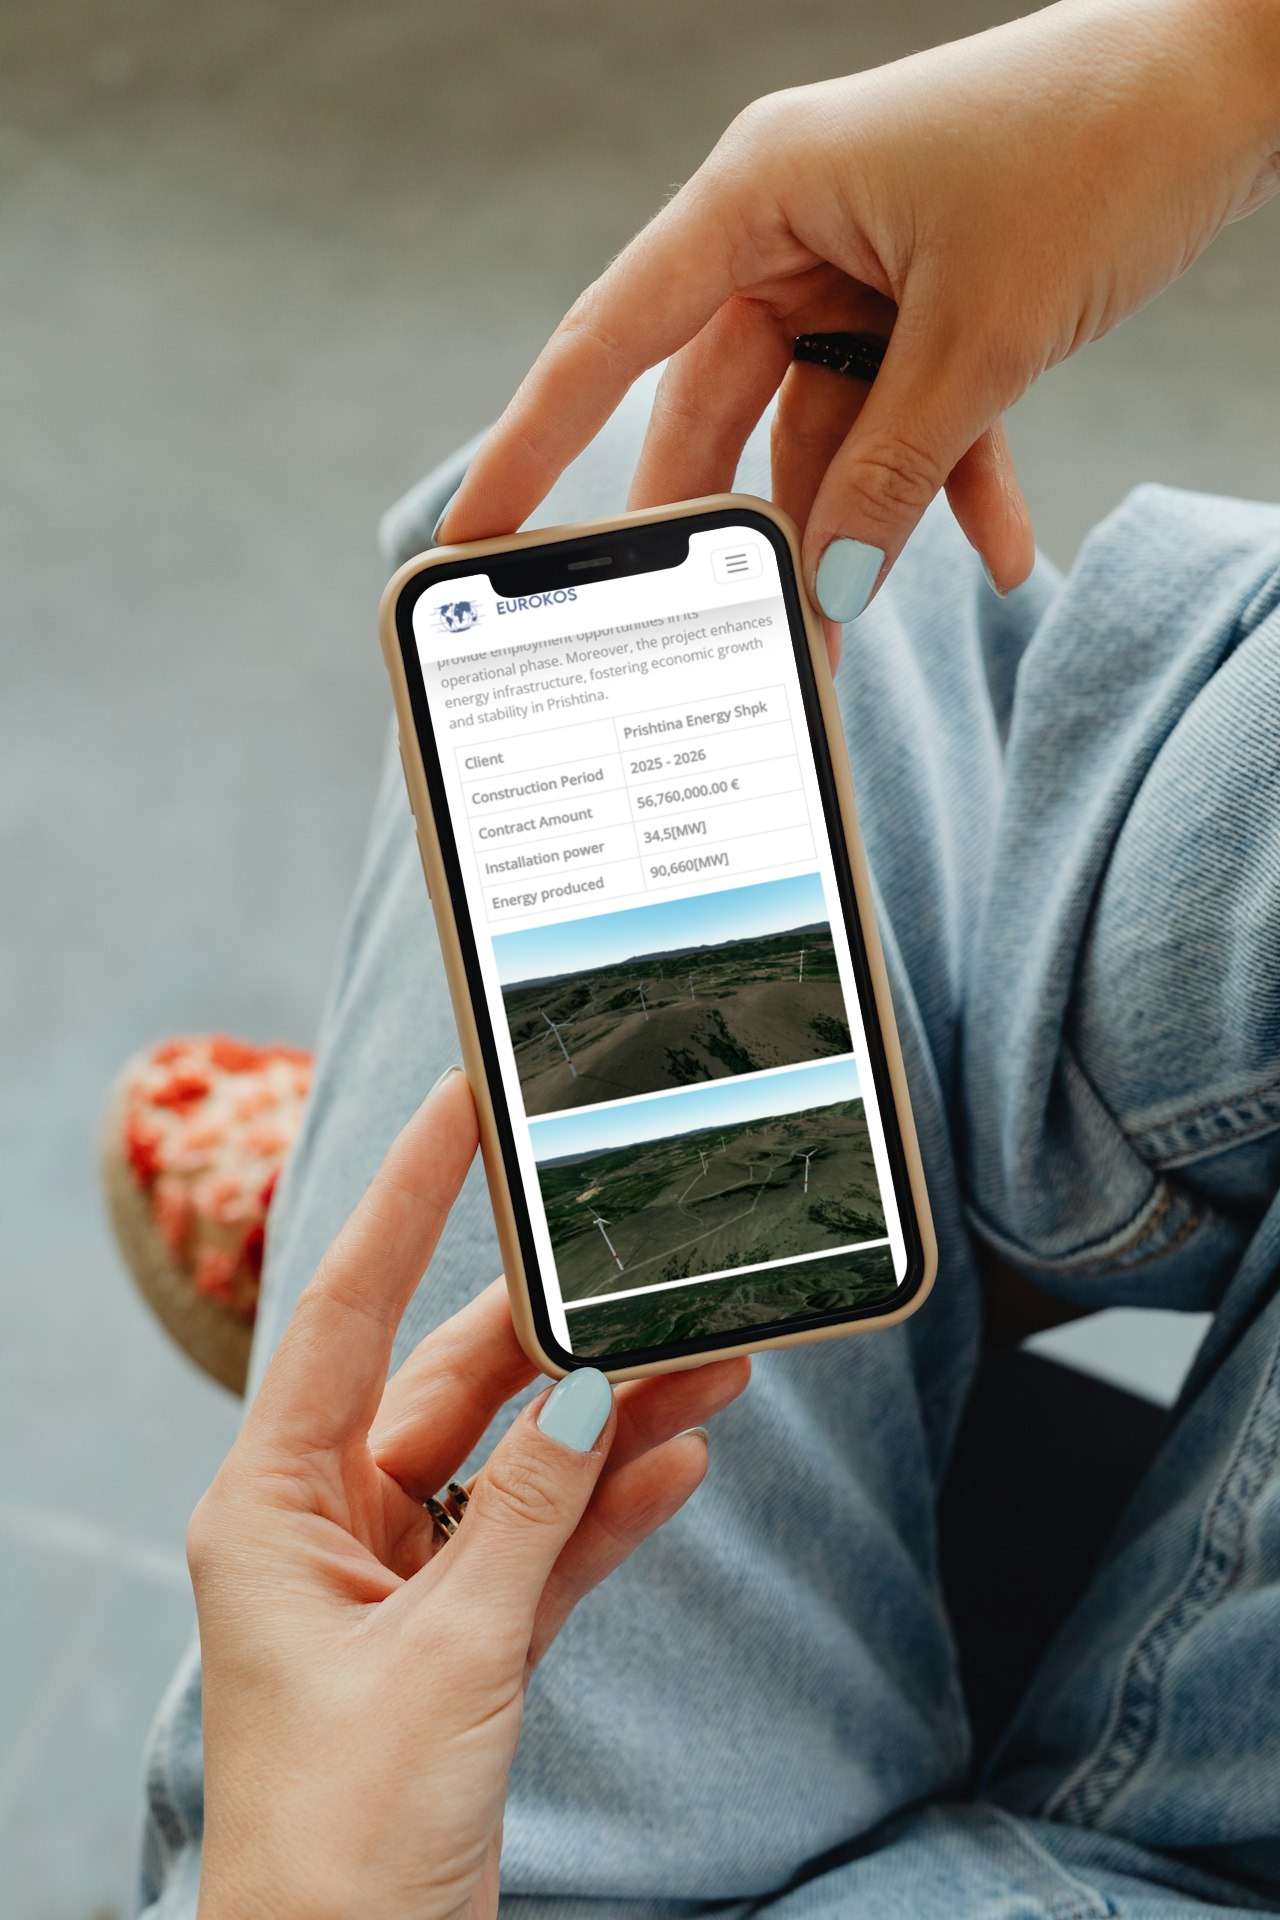 EUROKOS
provide employment opportunities in its
operational phase. Moreover, the project enhances
energy infrastructure, fostering economic growth
and stability in Prishtina.
Client Prishtina Energy Shpk
Construction Period 2025 - 2026
Contract Amount 56,760,000.00 €
Installation power 34,5[MW]
Energy produced 90,660[MW]